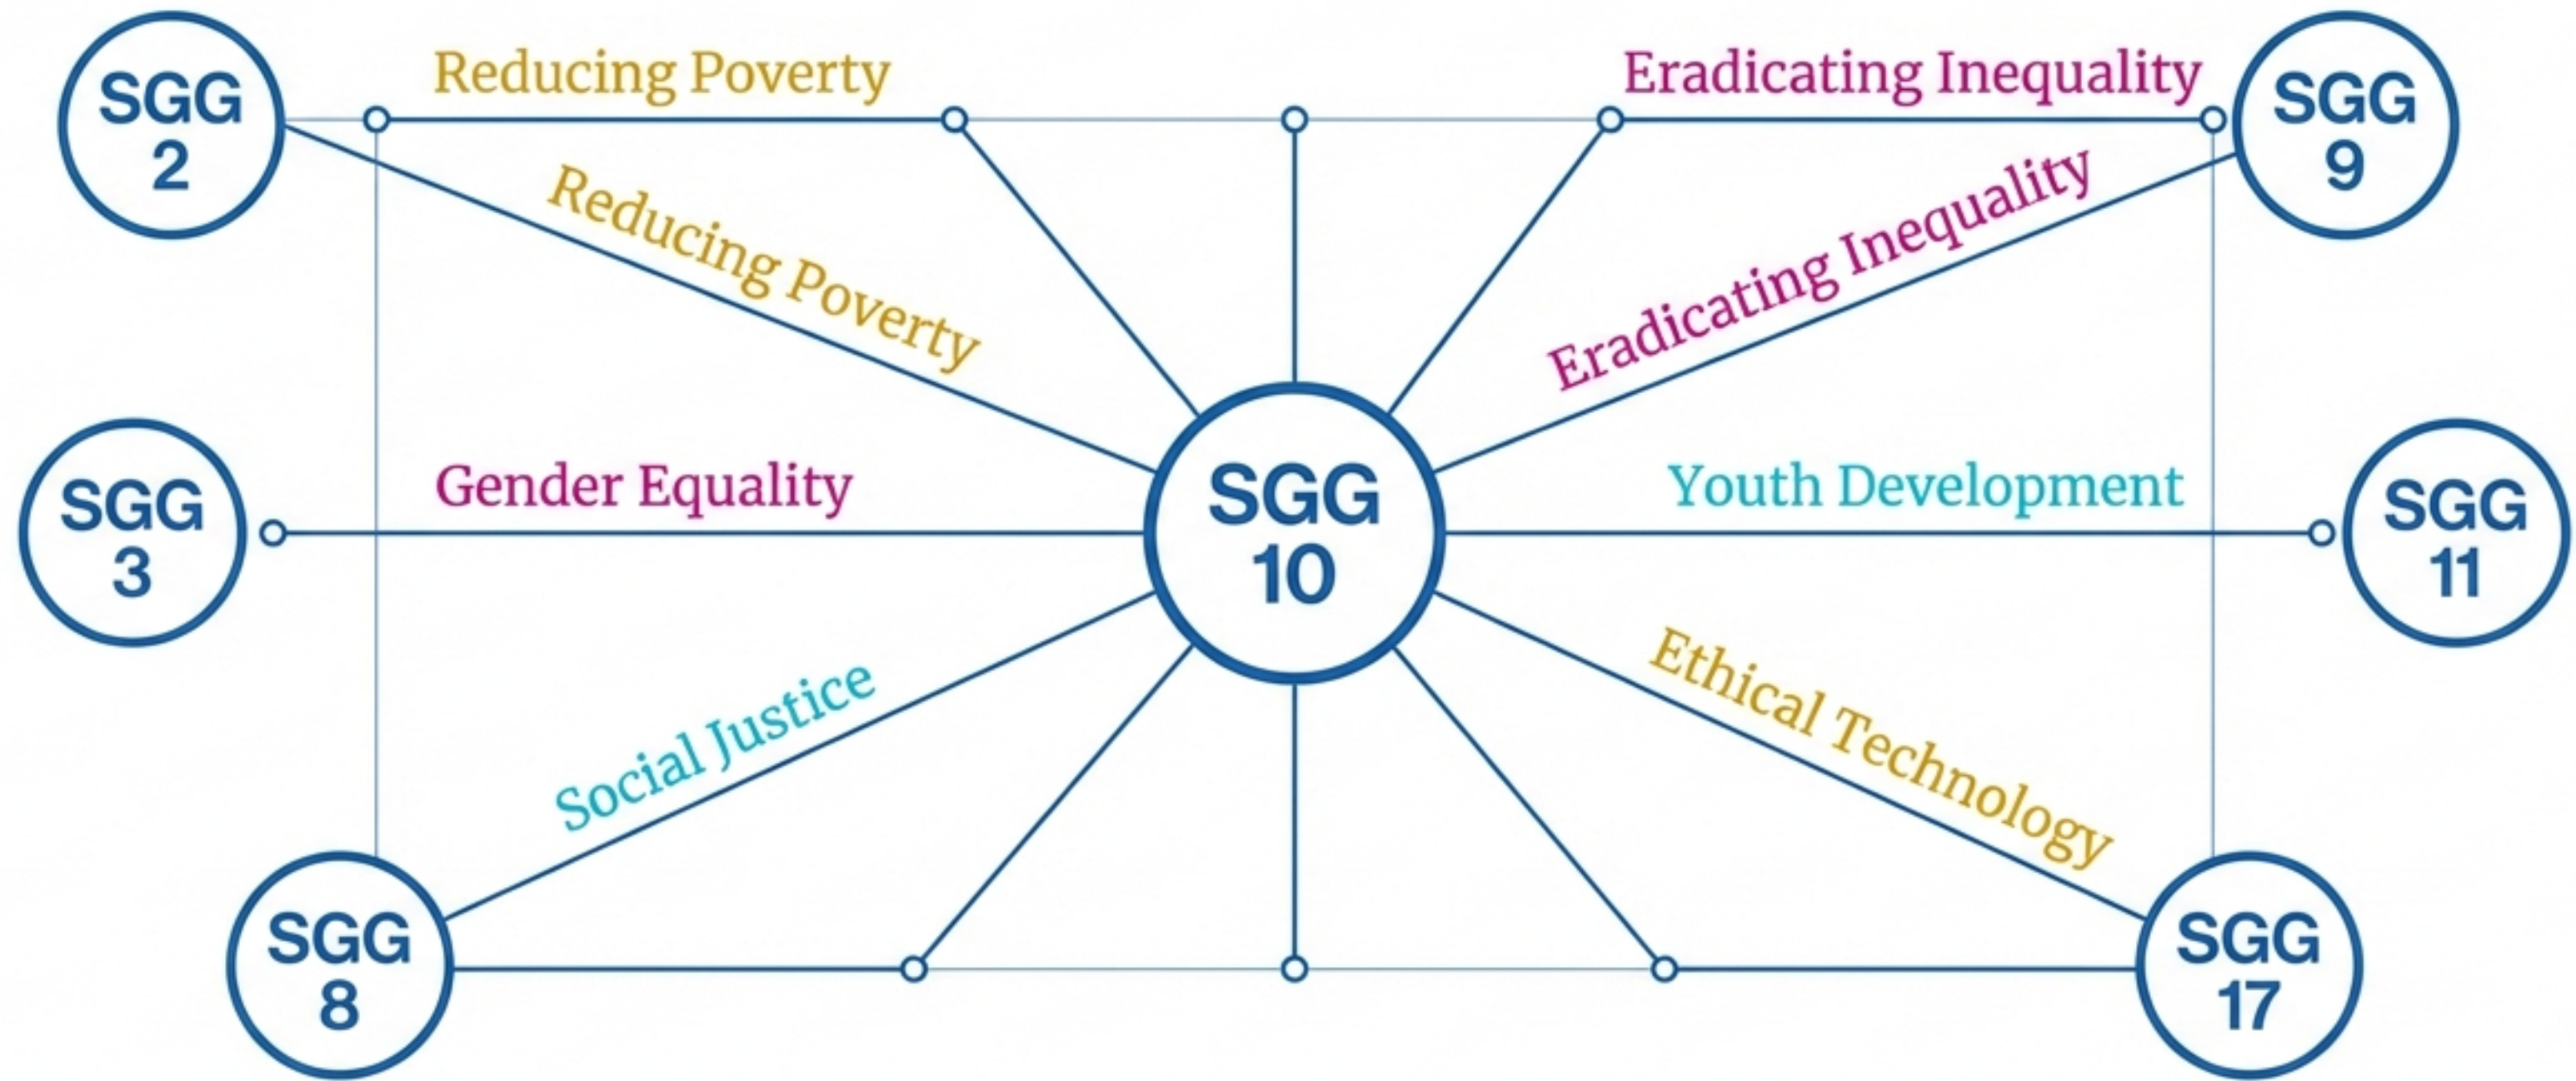 SGG
2
Reducing Poverty
Eradicating Inequality
SGG
9
Reducing Poverty
Eradicating Inequality
SGG
3
Gender Equality
SGG
10
Youth Development
SGG
11
Social Justice
Ethical Technology
SGG
8
SGG
17